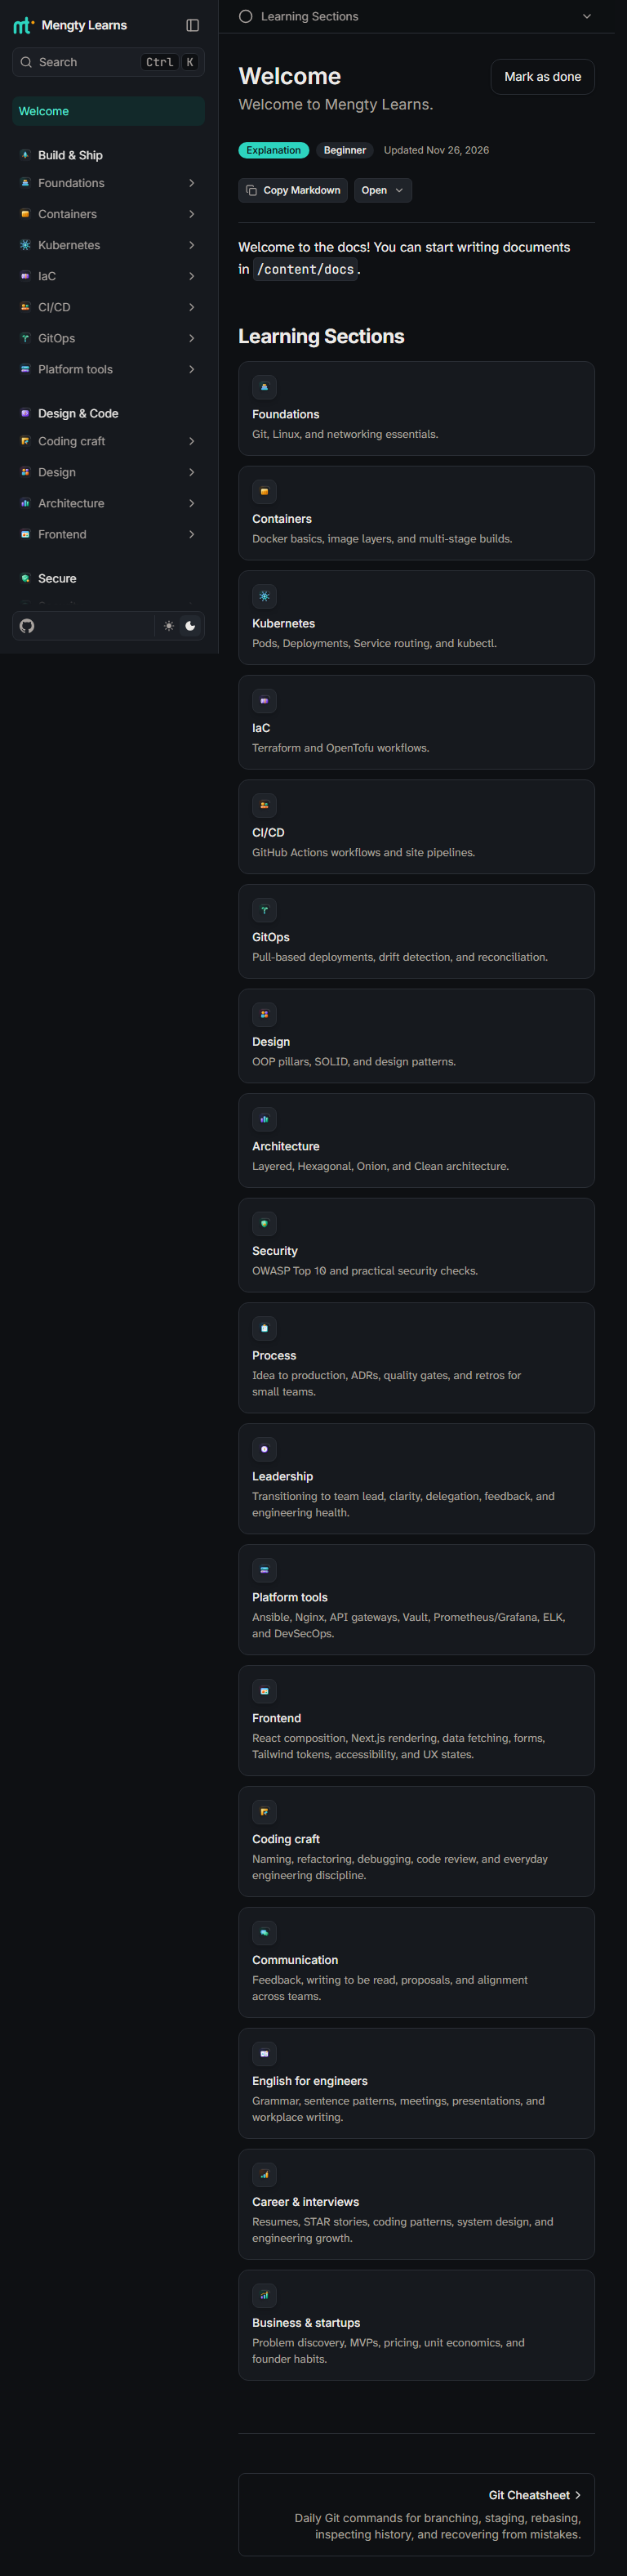 Mengty Learns
Search Ctrl K
Welcome
Build & Ship
Foundations
Containers
Kubernetes
IaC
CI/CD
GitOps
Platform tools
Design & Code
Coding craft
Design
Architecture
Frontend
Secure
Learning Sections
Welcome
Mark as done
Welcome to Mengty Learns.
Explanation Beginner Updated Nov 26, 2026
Copy Markdown Open
Welcome to the docs! You can start writing documents
in /content/docs.
Learning Sections
Foundations
Git, Linux, and networking essentials.
Containers
Docker basics, image layers, and multi-stage builds.
Kubernetes
Pods, Deployments, Service routing, and kubectl.
IaC
Terraform and OpenTofu workflows.
CI/CD
GitHub Actions workflows and site pipelines.
GitOps
Pull-based deployments, drift detection, and reconciliation.
Design
OOP pillars, SOLID, and design patterns.
Architecture
Layered, Hexagonal, Onion, and Clean architecture.
Security
OWASP Top 10 and practical security checks.
Process
Idea to production, ADRs, quality gates, and retros for
small teams.
Leadership
Transitioning to team lead, clarity, delegation, feedback, and
engineering health.
Platform tools
Ansible, Nginx, API gateways, Vault, Prometheus/Grafana, ELK,
and DevSecOps.
Frontend
React composition, Next.js rendering, data fetching, forms,
Tailwind tokens, accessibility, and UX states.
Coding craft
Naming, refactoring, debugging, code review, and everyday
engineering discipline.
Communication
Feedback, writing to be read, proposals, and alignment
across teams.
English for engineers
Grammar, sentence patterns, meetings, presentations, and
workplace writing.
Career & interviews
Resumes, STAR stories, coding patterns, system design, and
engineering growth.
Business & startups
Problem discovery, MVPs, pricing, unit economics, and
founder habits.
Git Cheatsheet
Daily Git commands for branching, staging, rebasing,
inspecting history, and recovering from mistakes.